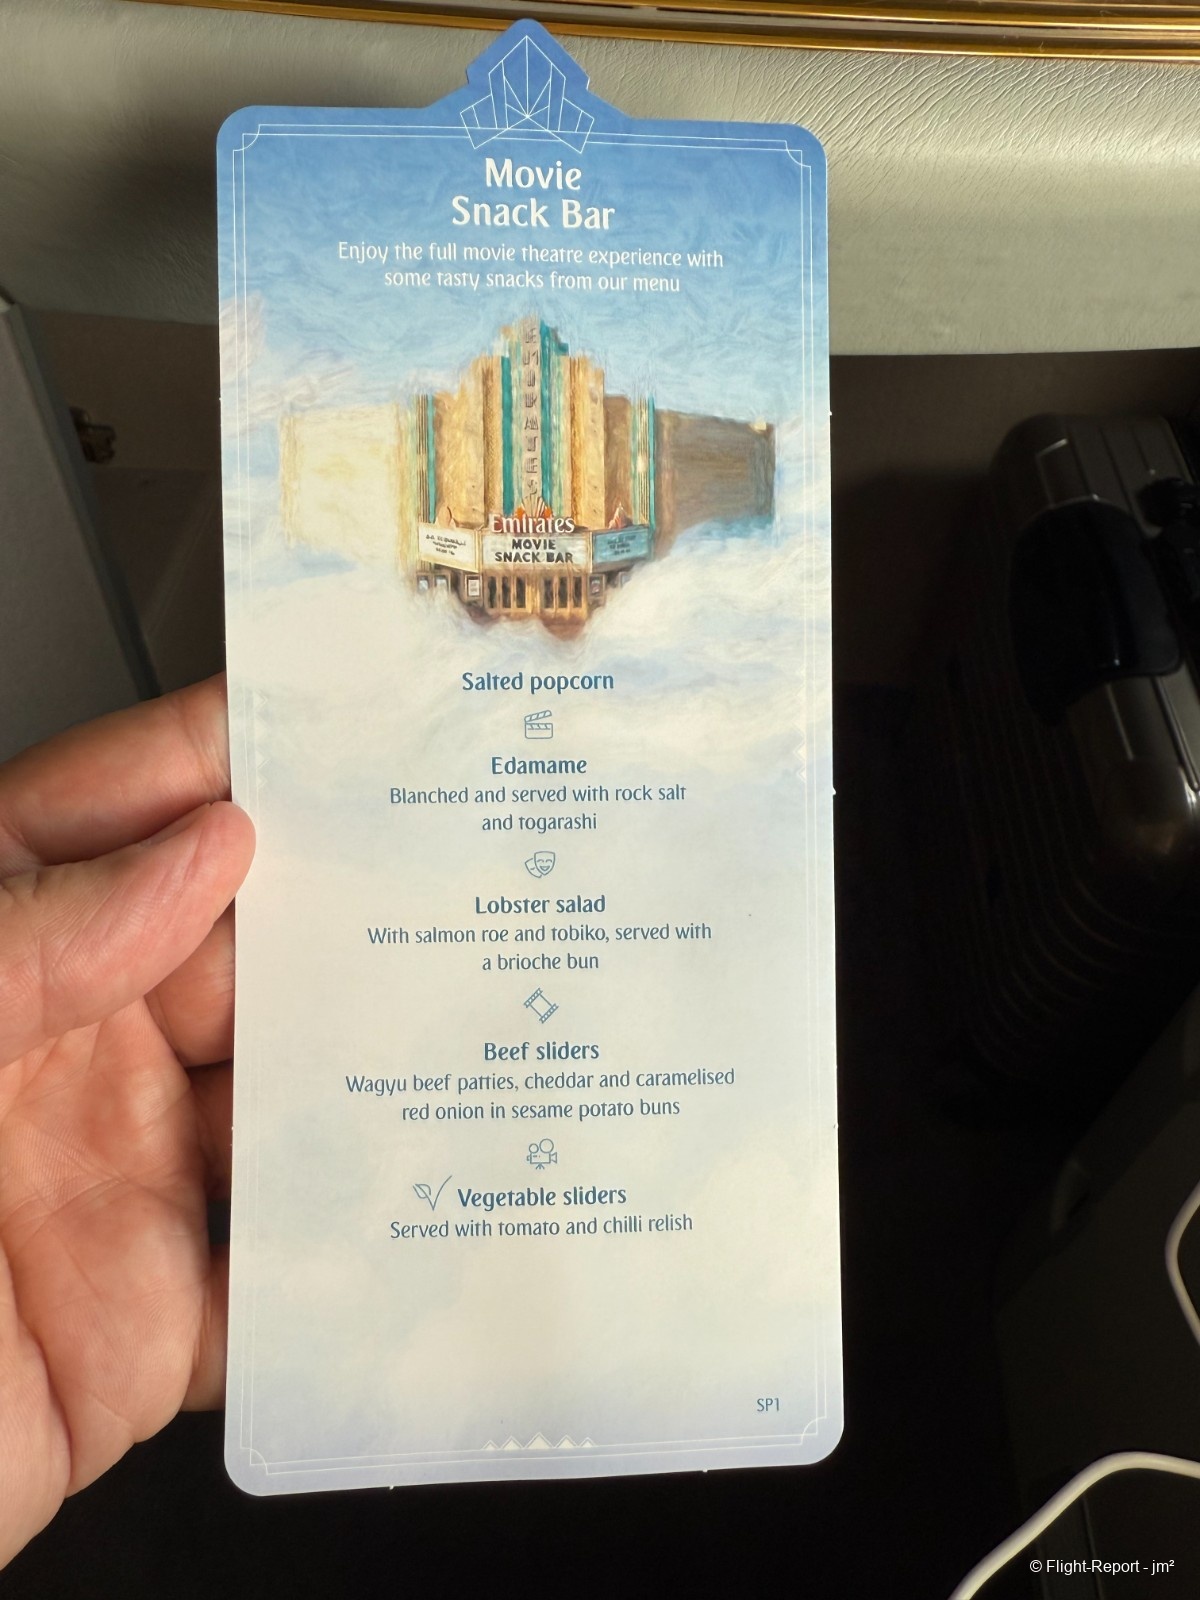 Movie
Snack Bar
Enjoy the full movie theatre experience with
some tasty snacks from our menu
EMIRATES
Emirates
MOVIE
SNACK BAR
Salted popcorn
Edamame
Blanched and served with rock salt
and togarashi
Lobster salad
With salmon roe and tobiko, served with
a brioche bun
Beef sliders
Wagyu beef patties, cheddar and caramelised
red onion in sesame potato buns
Vegetable sliders
Served with tomato and chilli relish
SP1
© Flight-Report - jm²